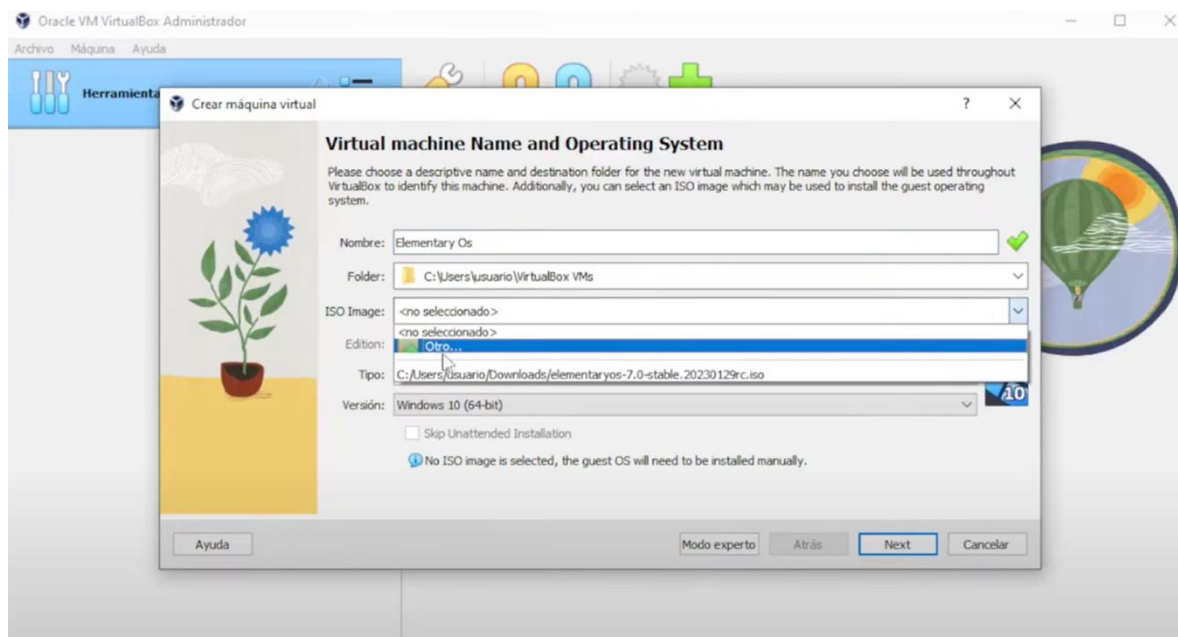 Oracle VM VirtualBox Administrador
Archivo Máquina Ayuda
Herramienta
Crear máquina virtual ?
Virtual machine Name and Operating System
Please choose a descriptive name and destination folder for the new virtual machine. The name you choose will be used throughout
VirtualBox to identify this machine. Additionally, you can select an ISO image which may be used to install the guest operating
system.
Nombre: Elementary Os
Folder: C:\Users\usuario\VirtualBox VMs
ISO Image: <no seleccionado>
<no seleccionado>
Edition: Otro...
Tipo: C:/Users/usuario/Downloads/elementaryos-7.0-stable.20230129rc.iso
Versión: Windows 10 (64-bit) 10
Skip Unattended Installation
No ISO image is selected, the guest OS will need to be installed manually.
Ayuda Modo experto Atrás Next Cancelar